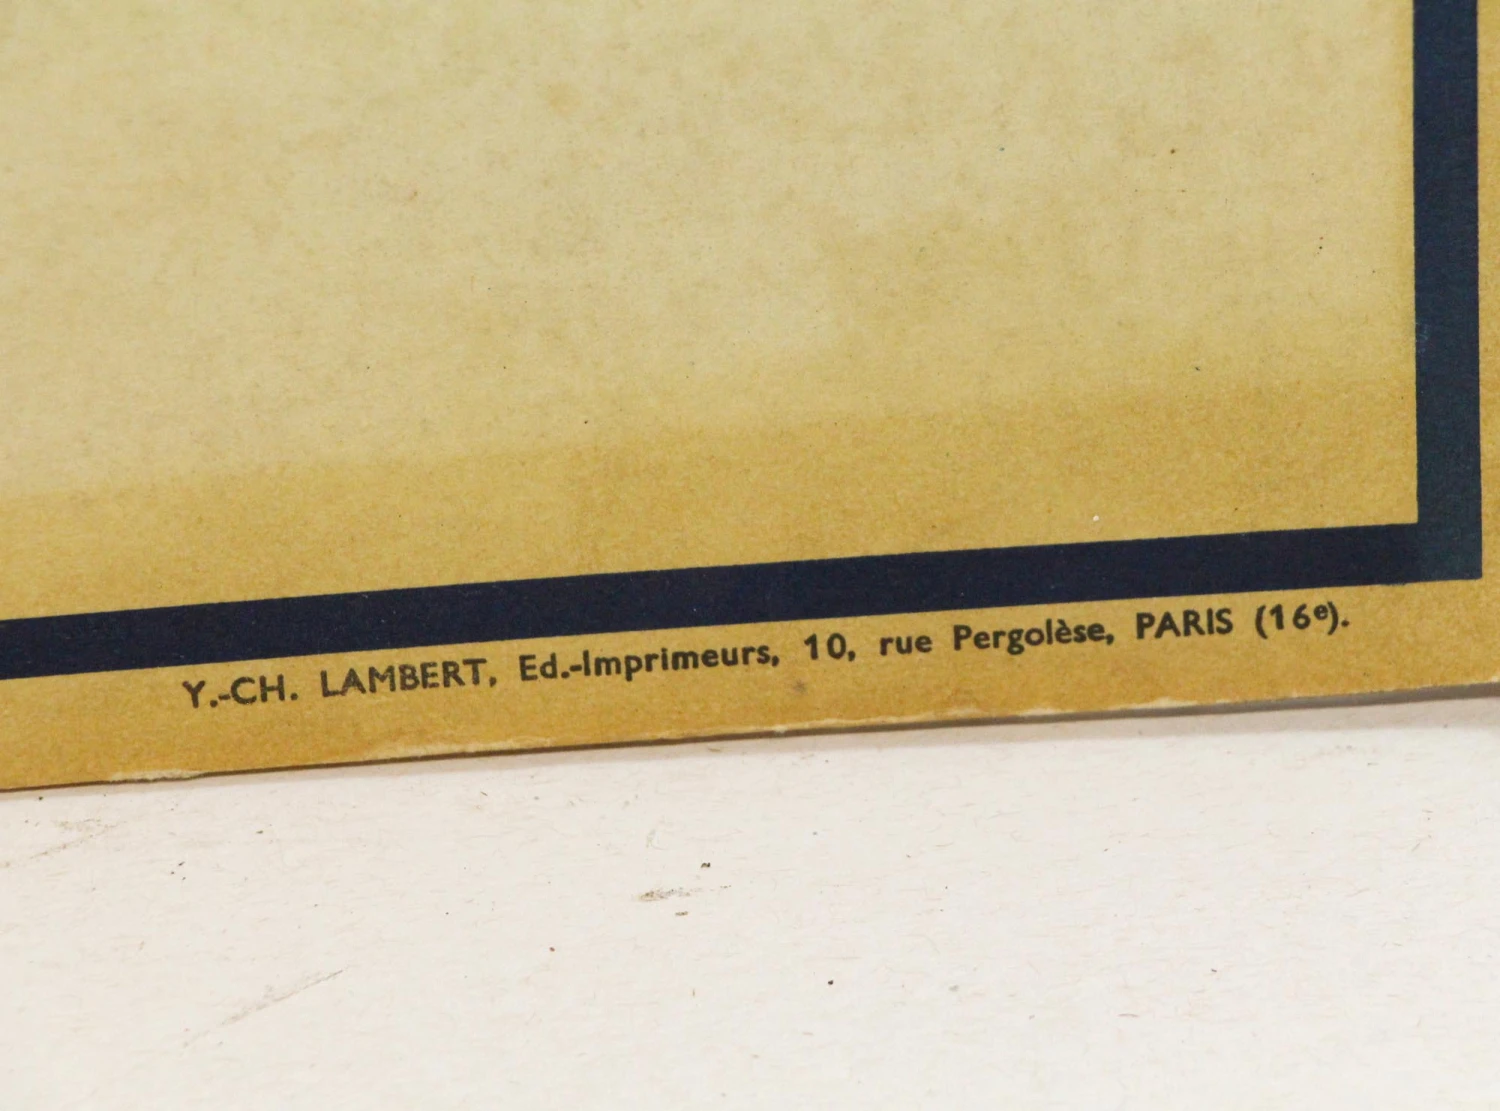 Y.-CH. LAMBERT, Ed.-Imprimeurs, 10, rue Pergolèse, PARIS (16ᵉ).